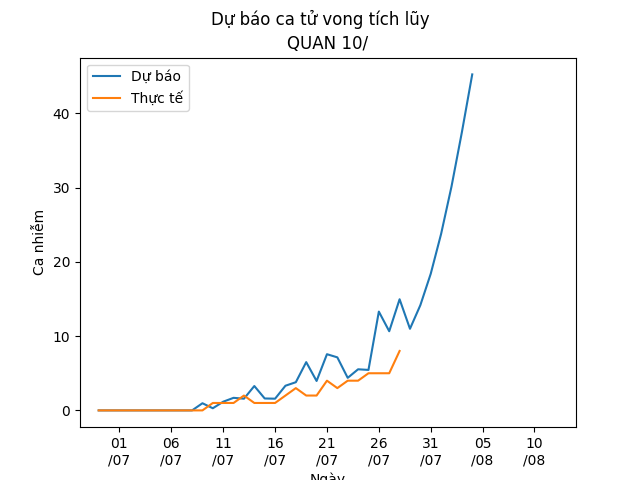 Dự báo ca tử vong tích lũy
QUAN 10/
Dự báo
Thực tế
Ca nhiễm
40
30
20
10
0
01 06 11 16 21 26 31 05 10
/07 /07 /07 /07 /07 /07 /07 /08 /08
Ngày